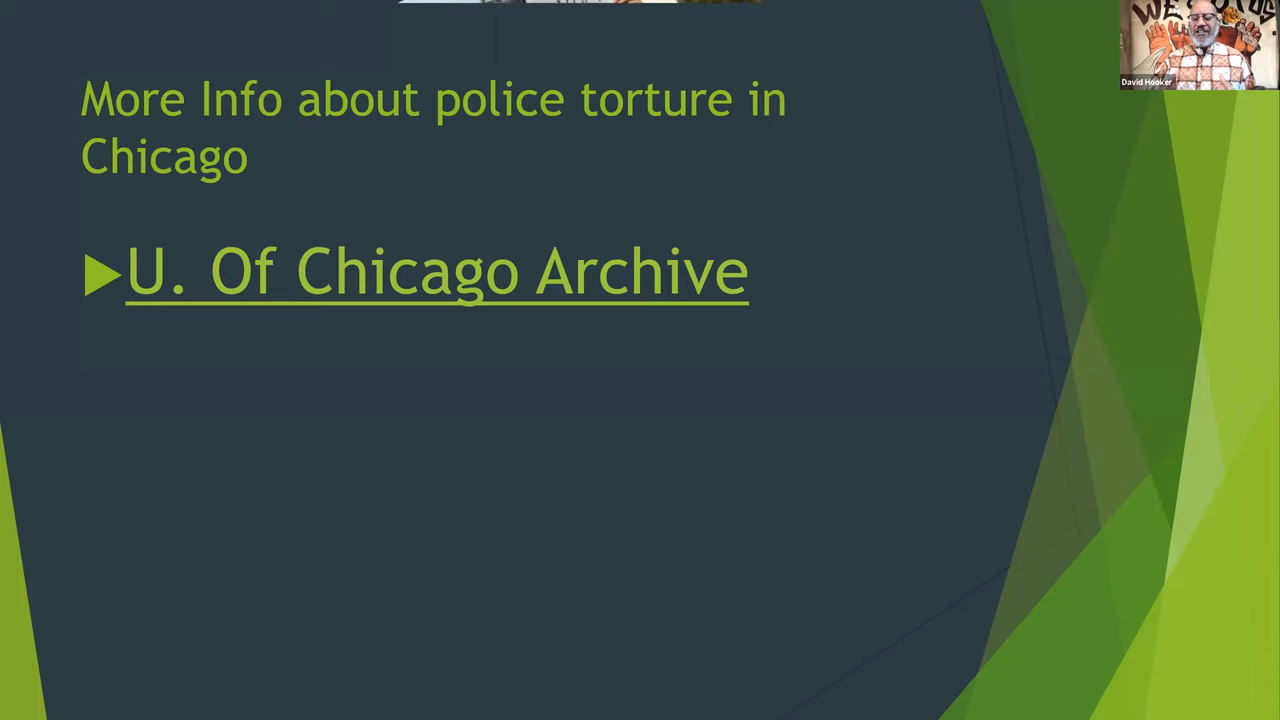 More Info about police torture in
Chicago
U. Of Chicago Archive
David Hooker